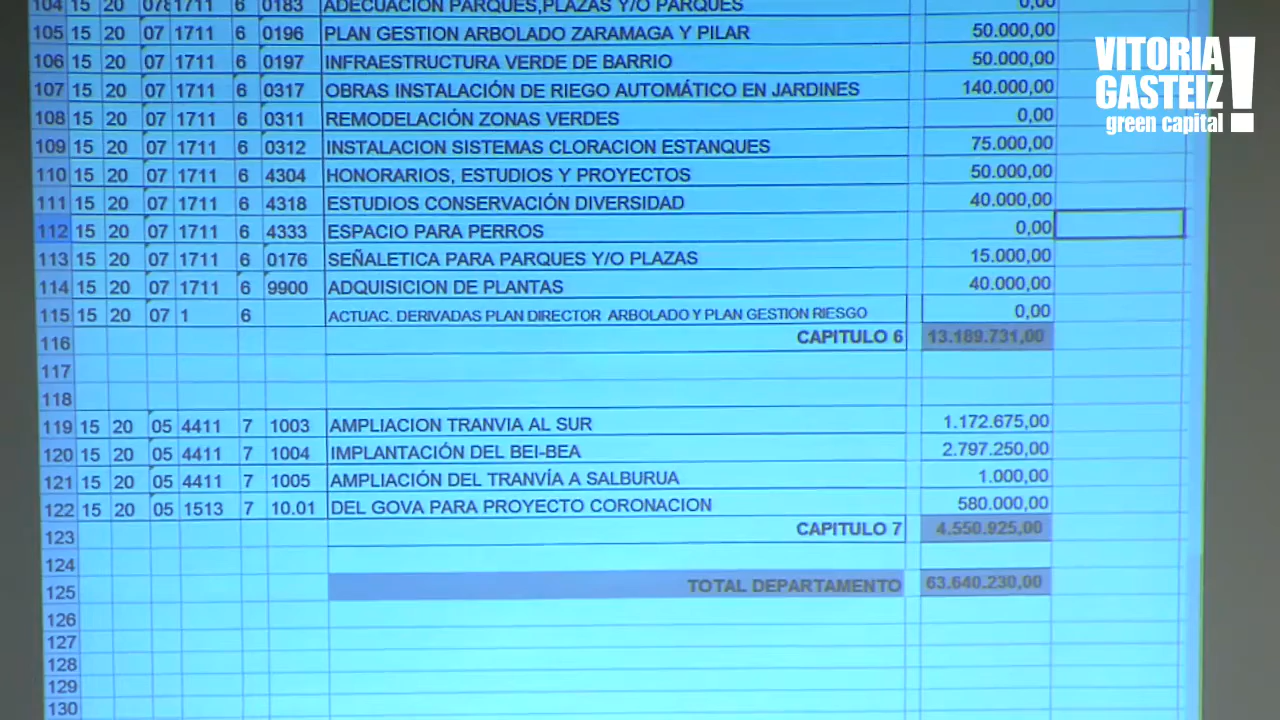 104 15 20 1711 6 0183 ADECUACION PARQUES,PLAZAS Y/O PARQUES 0,00
105 15 20 07 1711 6 0196 PLAN GESTION ARBOLADO ZARAMAGA Y PILAR 50.000,00
106 15 20 07 1711 6 0197 INFRAESTRUCTURA VERDE DE BARRIO 50.000,00
107 15 20 07 1711 6 0317 OBRAS INSTALACIÓN DE RIEGO AUTOMÁTICO EN JARDINES 140.000,00
108 15 20 07 1711 6 0311 REMODELACIÓN ZONAS VERDES 0,00
109 15 20 07 1711 6 0312 INSTALACION SISTEMAS CLORACION ESTANQUES 75.000,00
110 15 20 07 1711 6 4304 HONORARIOS, ESTUDIOS Y PROYECTOS 50.000,00
111 15 20 07 1711 6 4318 ESTUDIOS CONSERVACIÓN DIVERSIDAD 40.000,00
112 15 20 07 1711 6 4333 ESPACIO PARA PERROS 0,00
113 15 20 07 1711 6 0176 SEÑALETICA PARA PARQUES Y/O PLAZAS 15.000,00
114 15 20 07 1711 6 9900 ADQUISICION DE PLANTAS 40.000,00
115 15 20 07 1 6 ACTUAC. DERIVADAS PLAN DIRECTOR ARBOLADO Y PLAN GESTION RIESGO 0,00
116 CAPITULO 6 13.189.731,00
117
118
119 15 20 05 4411 7 1003 AMPLIACION TRANVIA AL SUR 1.172.675,00
120 15 20 05 4411 7 1004 IMPLANTACIÓN DEL BEI-BEA 2.797.250,00
121 15 20 05 4411 7 1005 AMPLIACIÓN DEL TRANVÍA A SALBURUA 1.000,00
122 15 20 05 1513 7 10.01 DEL GOVA PARA PROYECTO CORONACION 580.000,00
123 CAPITULO 7 4.550.925,00
124
125 TOTAL DEPARTAMENTO 63.640.230,00
126
127
128
129
130
VITORIA
GASTEIZ!
green capital